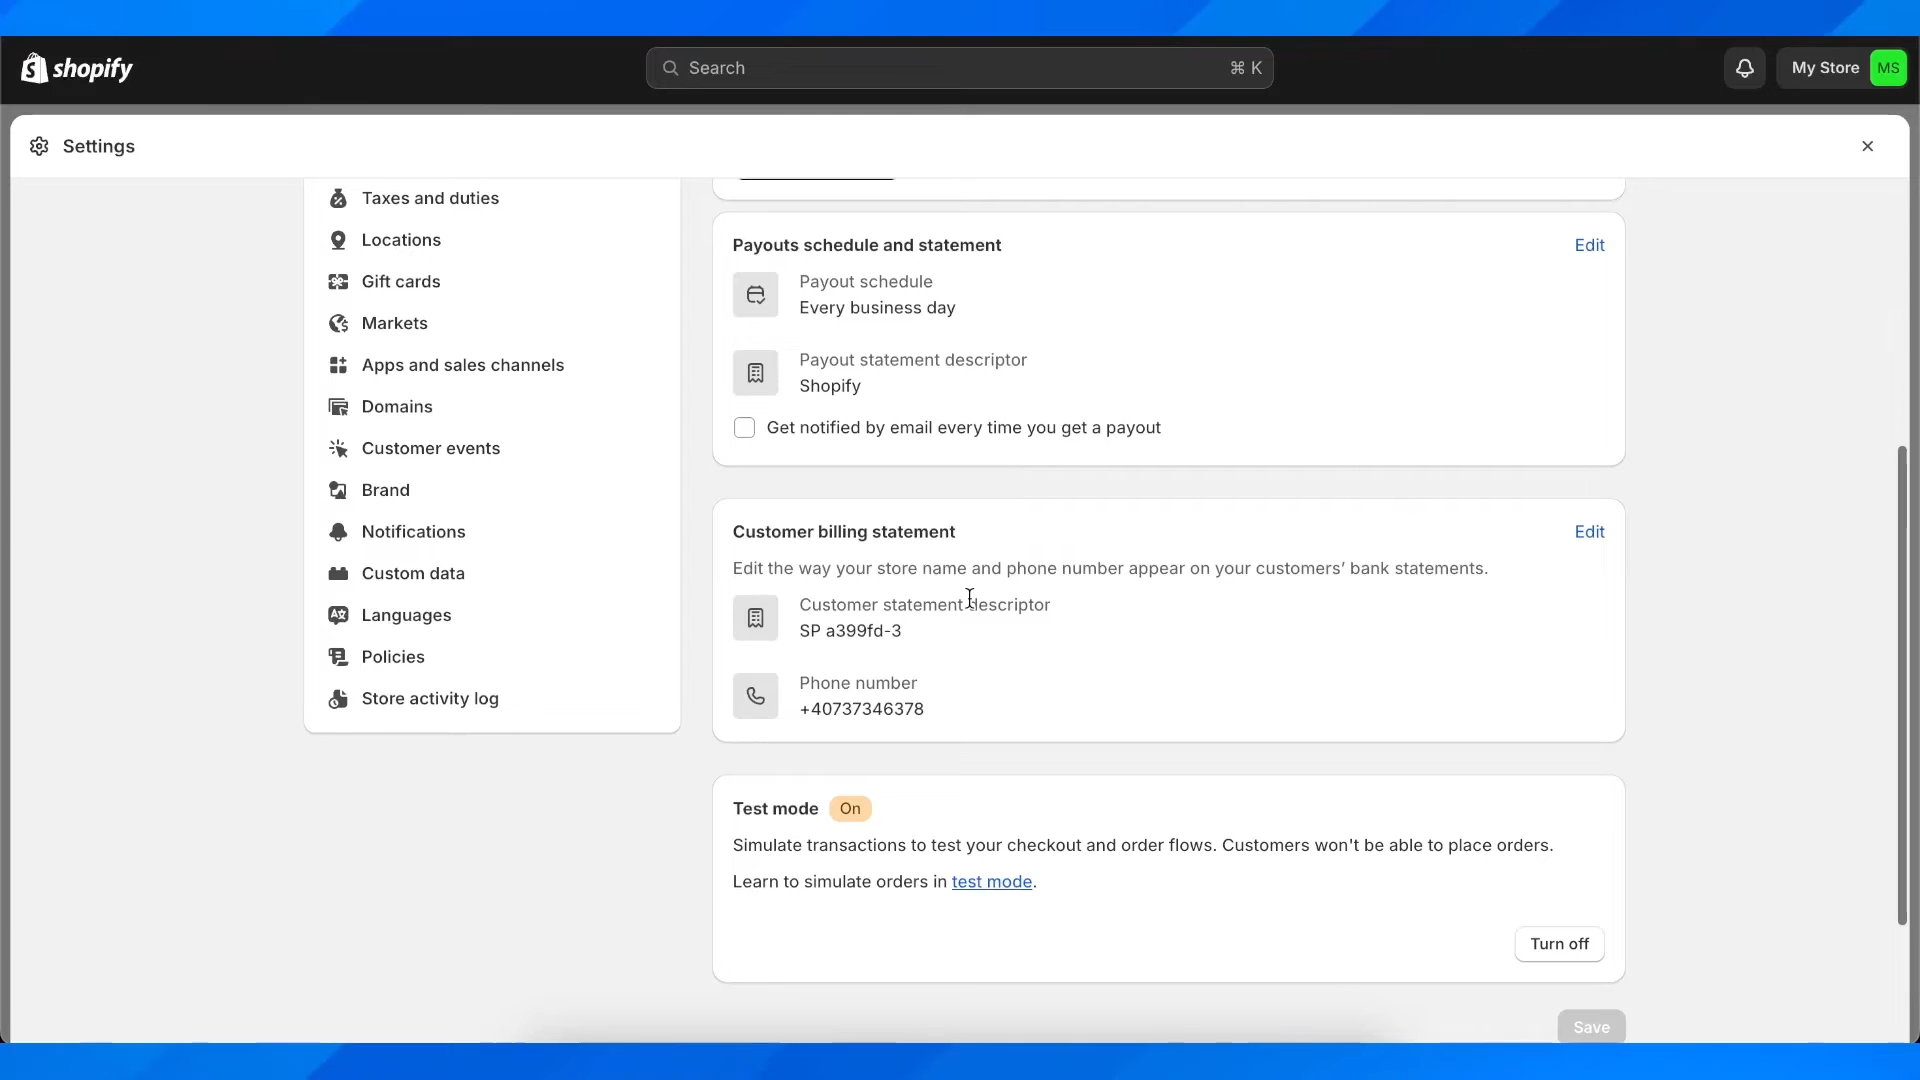 shopify
Search
⌘ K
My Store
MS
Settings
Taxes and duties
Locations
Gift cards
Markets
Apps and sales channels
Domains
Customer events
Brand
Notifications
Custom data
Languages
Policies
Store activity log
Payouts schedule and statement
Edit
Payout schedule
Every business day
Payout statement descriptor
Shopify
Get notified by email every time you get a payout
Customer billing statement
Edit
Edit the way your store name and phone number appear on your customers’ bank statements.
Customer statement descriptor
SP a399fd-3
Phone number
+40737346378
Test mode On
Simulate transactions to test your checkout and order flows. Customers won't be able to place orders.
Learn to simulate orders in test mode.
Turn off
Save